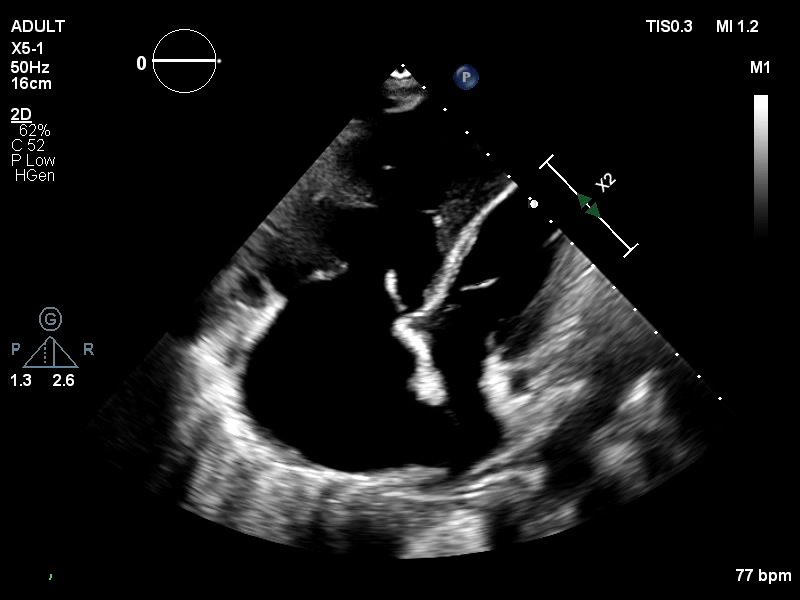 ADULT
X5-1
50Hz
16cm
2D
62%
C 52
P Low
HGen
0
P
TIS0.3 MI 1.2
M1
X2
G
P R
1.3 2.6
77 bpm